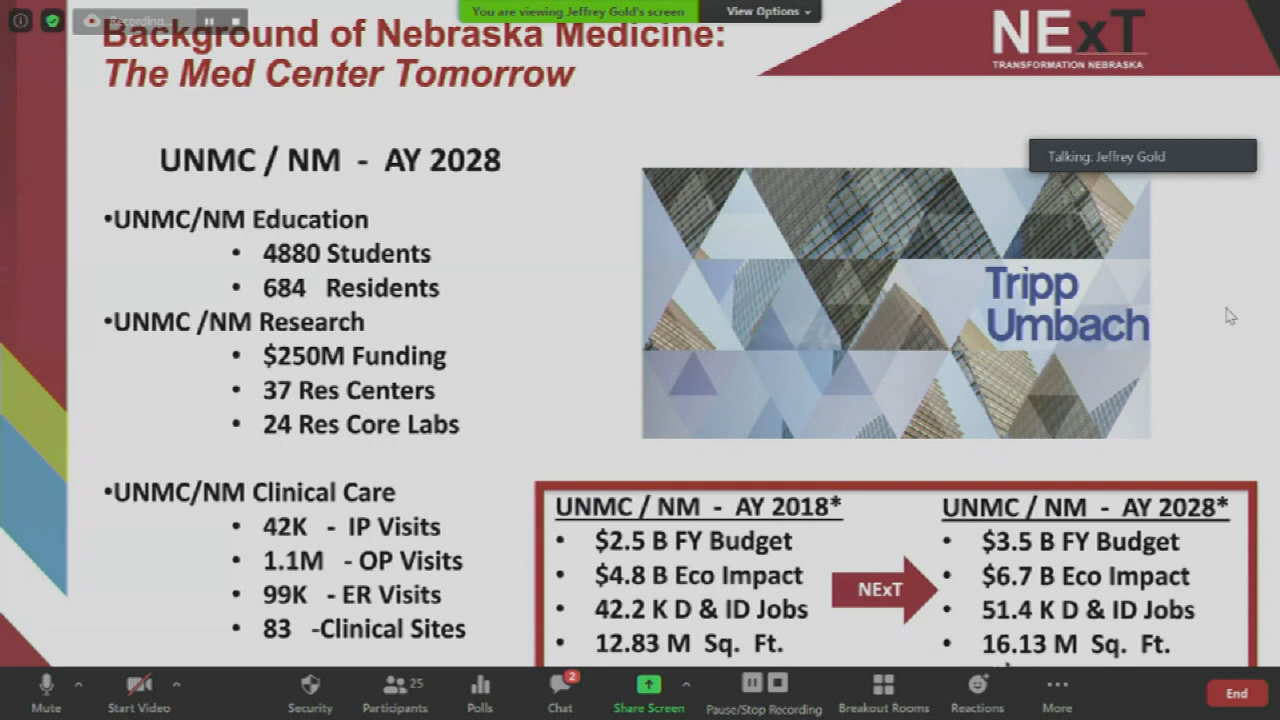 Recording...
You are viewing Jeffrey Gold's screen
View Options
Background of Nebraska Medicine:
The Med Center Tomorrow
NExT
TRANSFORMATION NEBRASKA
Talking: Jeffrey Gold
UNMC / NM - AY 2028
•UNMC/NM Education
• 4880 Students
• 684 Residents
•UNMC /NM Research
• $250M Funding
• 37 Res Centers
• 24 Res Core Labs
•UNMC/NM Clinical Care
• 42K - IP Visits
• 1.1M - OP Visits
• 99K - ER Visits
• 83 -Clinical Sites
Tripp
Umbach
UNMC / NM - AY 2018*
• $2.5 B FY Budget
• $4.8 B Eco Impact
• 42.2 K D & ID Jobs
• 12.83 M Sq. Ft.
NExT
UNMC / NM - AY 2028*
• $3.5 B FY Budget
• $6.7 B Eco Impact
• 51.4 K D & ID Jobs
• 16.13 M Sq. Ft.
Mute
Start Video
Security
25
Participants
Polls
2
Chat
Share Screen
Pause/Stop Recording
Breakout Rooms
Reactions
More
End